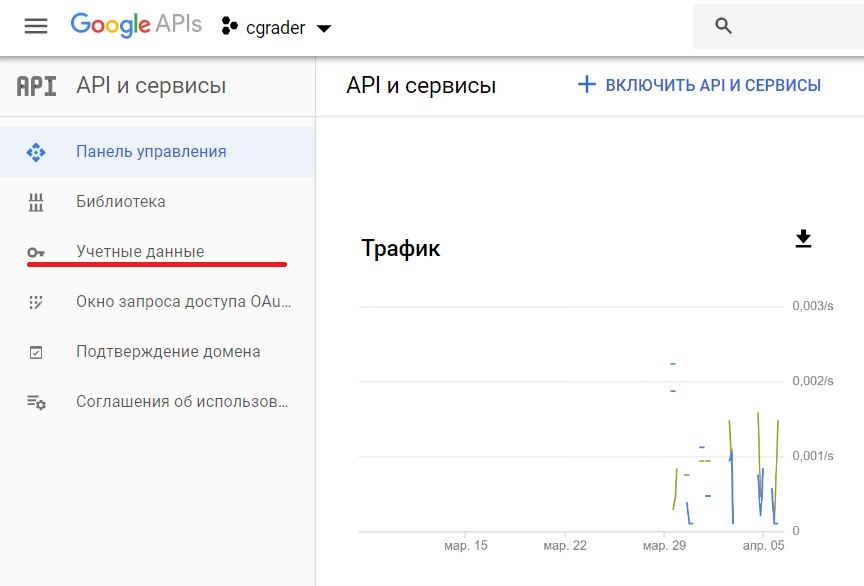 Google APIs cgrader
API API и сервисы
API и сервисы
+ ВКЛЮЧИТЬ API И СЕРВИСЫ
Панель управления
Библиотека
Учетные данные
Окно запроса доступа OAu...
Подтверждение домена
Соглашения об использов...
Трафик
0,003/s
0,002/s
0,001/s
0
мар. 15 мар. 22 мар. 29 апр. 05